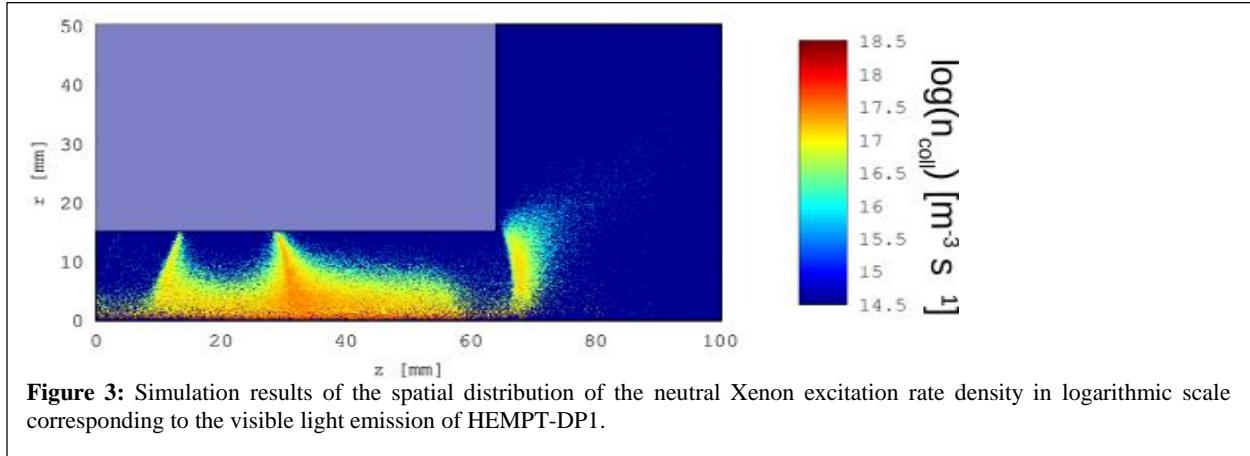 50
40
30
20
10
0
r [mm]
0 20 40 60 80 100
z [mm]
18.5
18
17.5
17
16.5
16
15.5
15
14.5
log(n_coll) [m^-3 s^1]
Figure 3: Simulation results of the spatial distribution of the neutral Xenon excitation rate density in logarithmic scale
corresponding to the visible light emission of HEMPT-DP1.